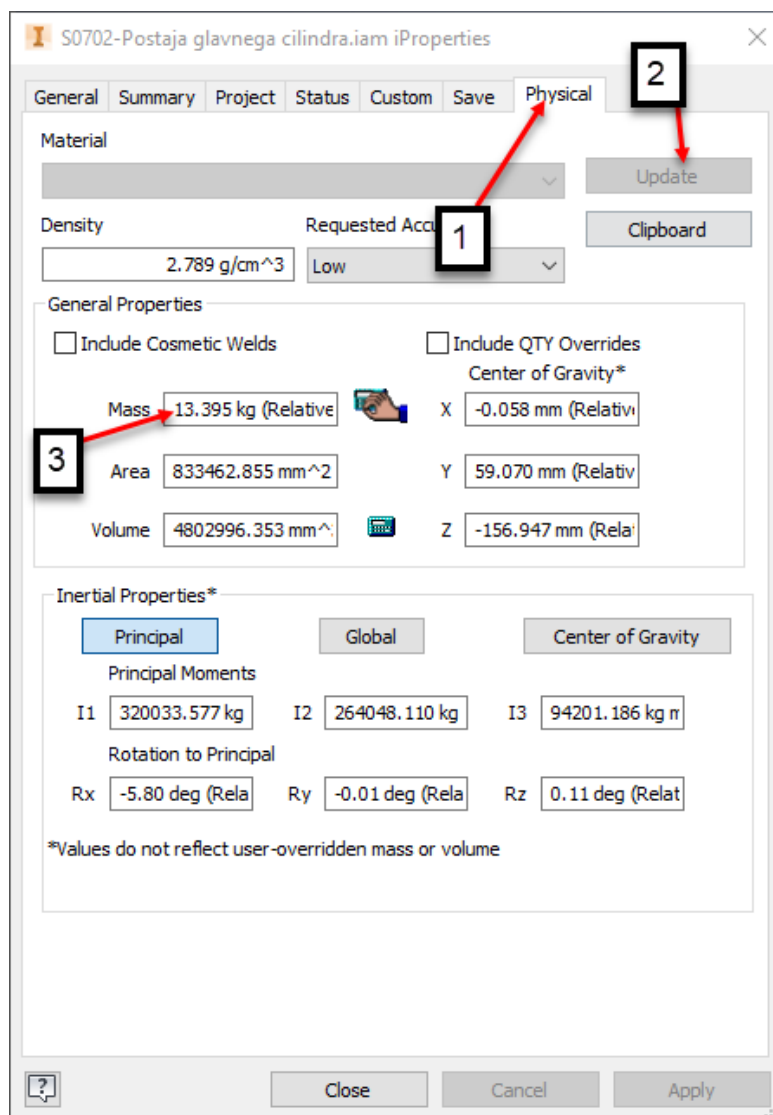 S0702-Postaja glavnega cilindra.iam iProperties
General Summary Project Status Custom Save Physical
2
Material
Update
Density
Requested Accu
1
Clipboard
2.789 g/cm^3
Low
General Properties
Include Cosmetic Welds
Include QTY Overrides
Center of Gravity*
Mass 13.395 kg (Relative
X -0.058 mm (Relativ
3
Area 833462.855 mm^2
Y 59.070 mm (Relativ
Volume 4802996.353 mm^
Z -156.947 mm (Rela
Inertial Properties*
Principal Global Center of Gravity
Principal Moments
I1 320033.577 kg I2 264048.110 kg I3 94201.186 kg m
Rotation to Principal
Rx -5.80 deg (Rela Ry -0.01 deg (Rela Rz 0.11 deg (Relat
*Values do not reflect user-overridden mass or volume
? Close Cancel Apply